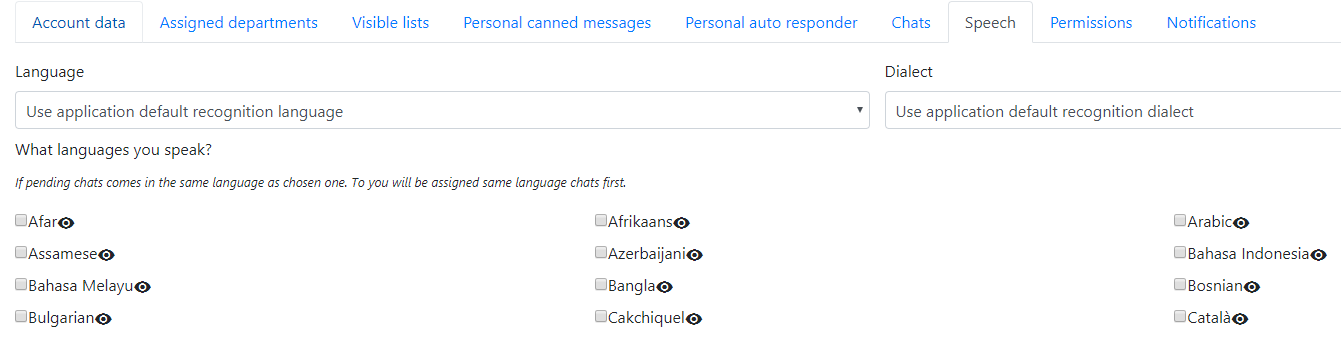 Account data Assigned departments Visible lists Personal canned messages Personal auto responder Chats Speech Permissions Notifications
Language Dialect
Use application default recognition language Use application default recognition dialect
What languages you speak?
If pending chats comes in the same language as chosen one. To you will be assigned same language chats first.
Afar Afrikaans Arabic
Assamese Azerbaijani Bahasa Indonesia
Bahasa Melayu Bangla Bosnian
Bulgarian Cakchiquel Català